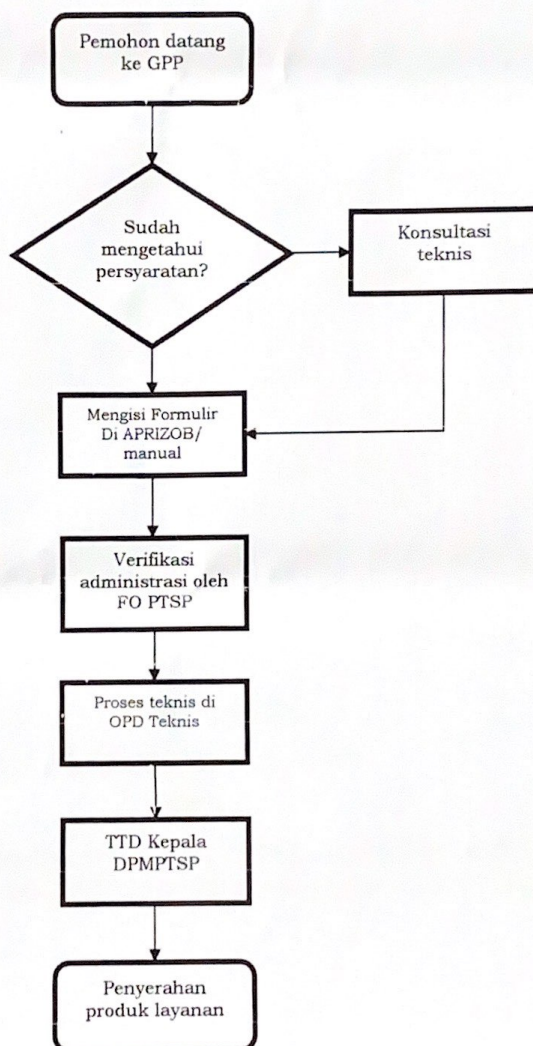 Pemohon datang
ke GPP
Sudah
mengetahui
persyaratan?
Konsultasi
teknis
Mengisi Formulir
Di APRIZOB/
manual
Verifikasi
administrasi oleh
FO PTSP
Proses teknis di
OPD Teknis
TTD Kepala
DPMPTSP
Penyerahan
produk layanan